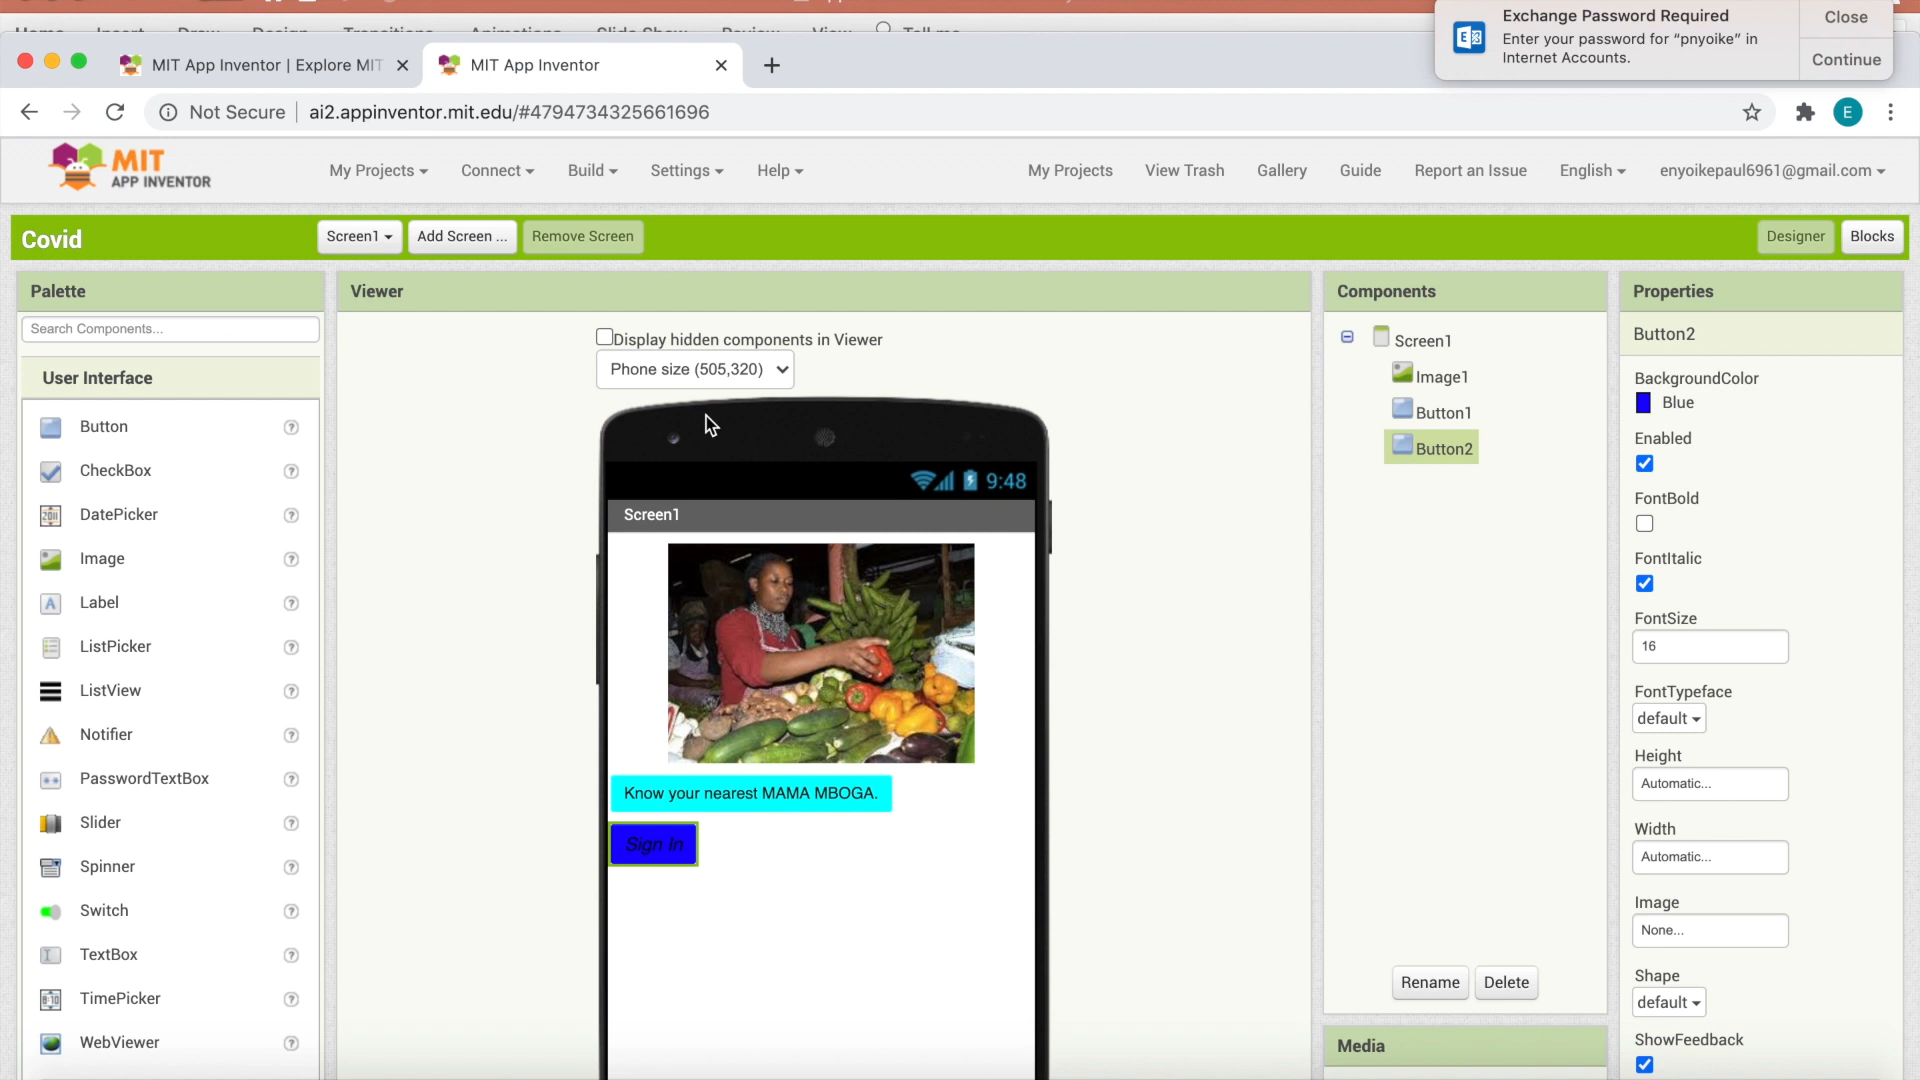 Exchange Password Required
Close
Enter your password for “pnyoike” in
Internet Accounts.
Continue
MIT App Inventor | Explore MIT
MIT App Inventor
Not Secure
ai2.appinventor.mit.edu/#4794734325661696
E
MIT
APP INVENTOR
My Projects
Connect
Build
Settings
Help
My Projects
View Trash
Gallery
Guide
Report an Issue
English
enyoikepaul6961@gmail.com
Covid
Screen1
Add Screen ...
Remove Screen
Designer
Blocks
Palette
Search Components...
User Interface
Button
CheckBox
DatePicker
Image
Label
ListPicker
ListView
Notifier
PasswordTextBox
Slider
Spinner
Switch
TextBox
TimePicker
WebViewer
Viewer
Display hidden components in Viewer
Phone size (505,320)
9:48
Screen1
Know your nearest MAMA MBOGA.
Sign In
Components
Screen1
Image1
Button1
Button2
Rename
Delete
Media
Properties
Button2
BackgroundColor
Blue
Enabled
FontBold
FontItalic
FontSize
16
FontTypeface
default
Height
Automatic...
Width
Automatic...
Image
None...
Shape
default
ShowFeedback